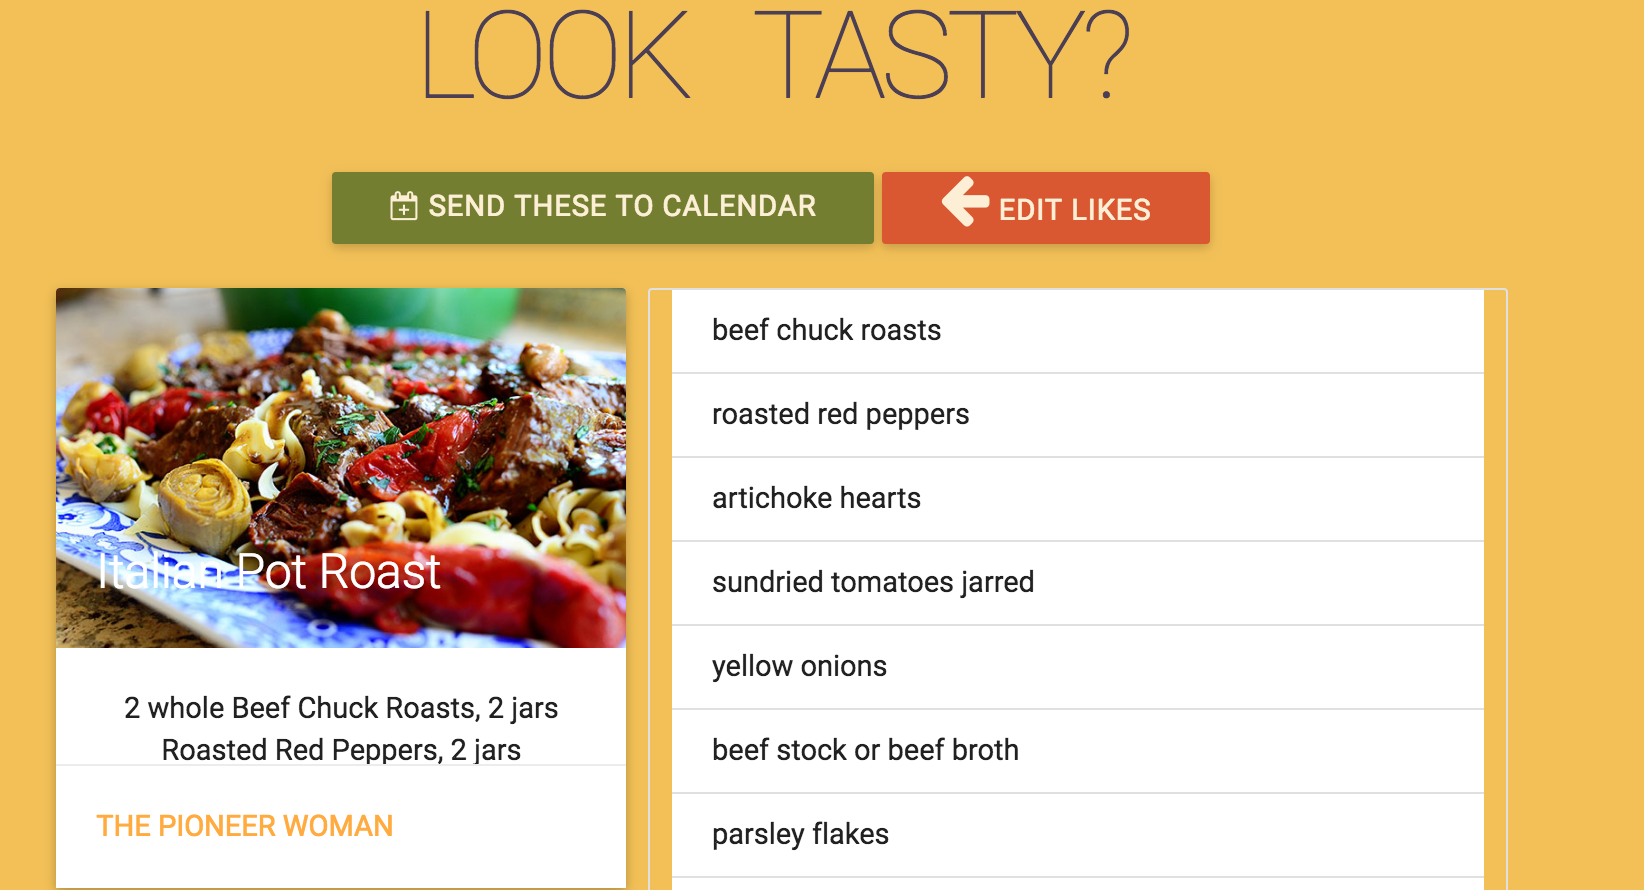 LOOK TASTY?
SEND THESE TO CALENDAR
EDIT LIKES
Italian Pot Roast
2 whole Beef Chuck Roasts, 2 jars
Roasted Red Peppers, 2 jars
THE PIONEER WOMAN
beef chuck roasts
roasted red peppers
artichoke hearts
sundried tomatoes jarred
yellow onions
beef stock or beef broth
parsley flakes